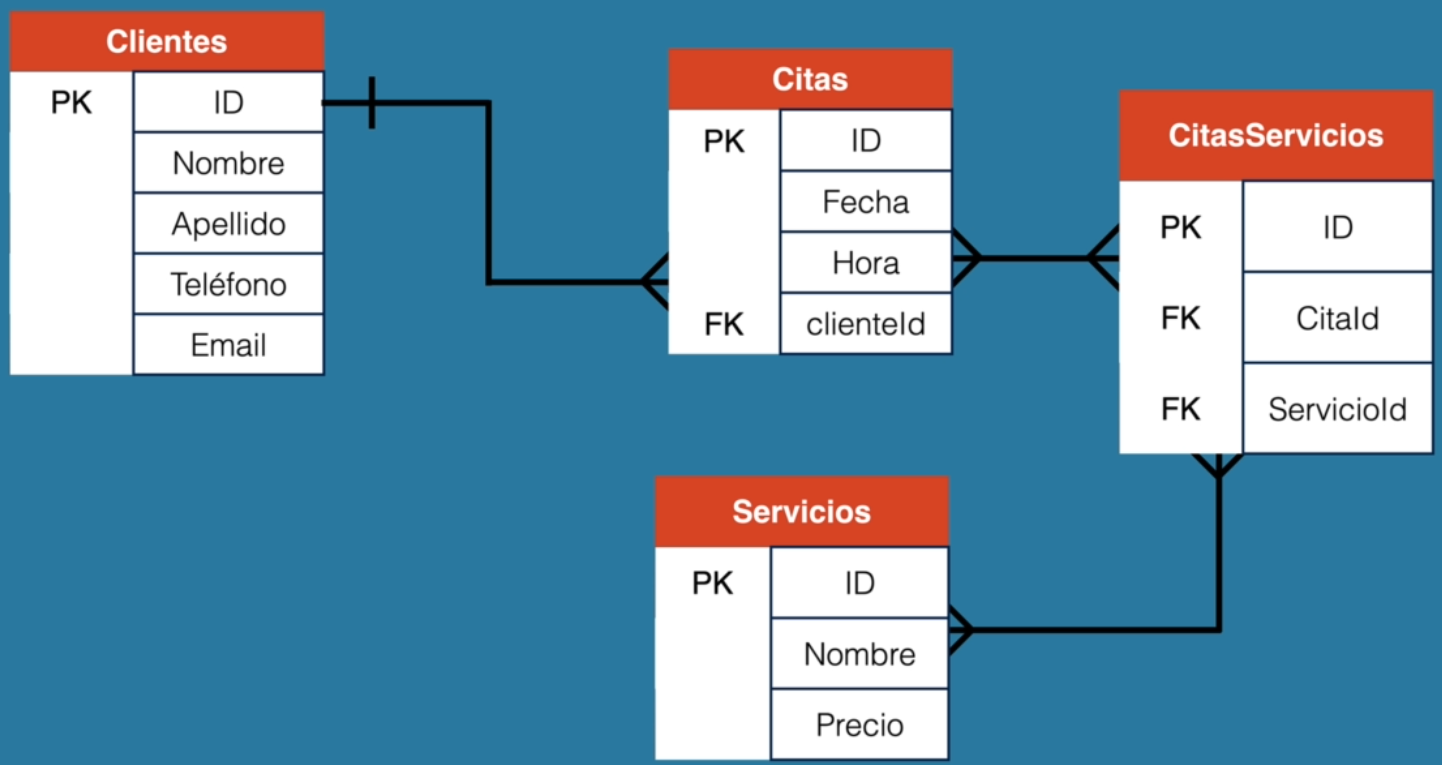 Clientes
PK ID
Nombre
Apellido
Teléfono
Email
Citas
PK ID
Fecha
Hora
FK clienteId
CitasServicios
PK ID
FK CitaId
FK ServicioId
Servicios
PK ID
Nombre
Precio